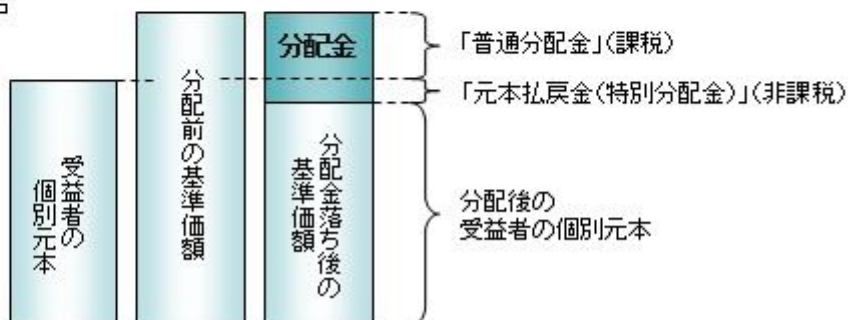 分配金
「普通分配金」(課税)
「元本払戻金(特別分配金)」(非課税)
受益者の
個別元本
分配前の基準価額
分配金落ち後の
基準価額
分配後の
受益者の個別元本